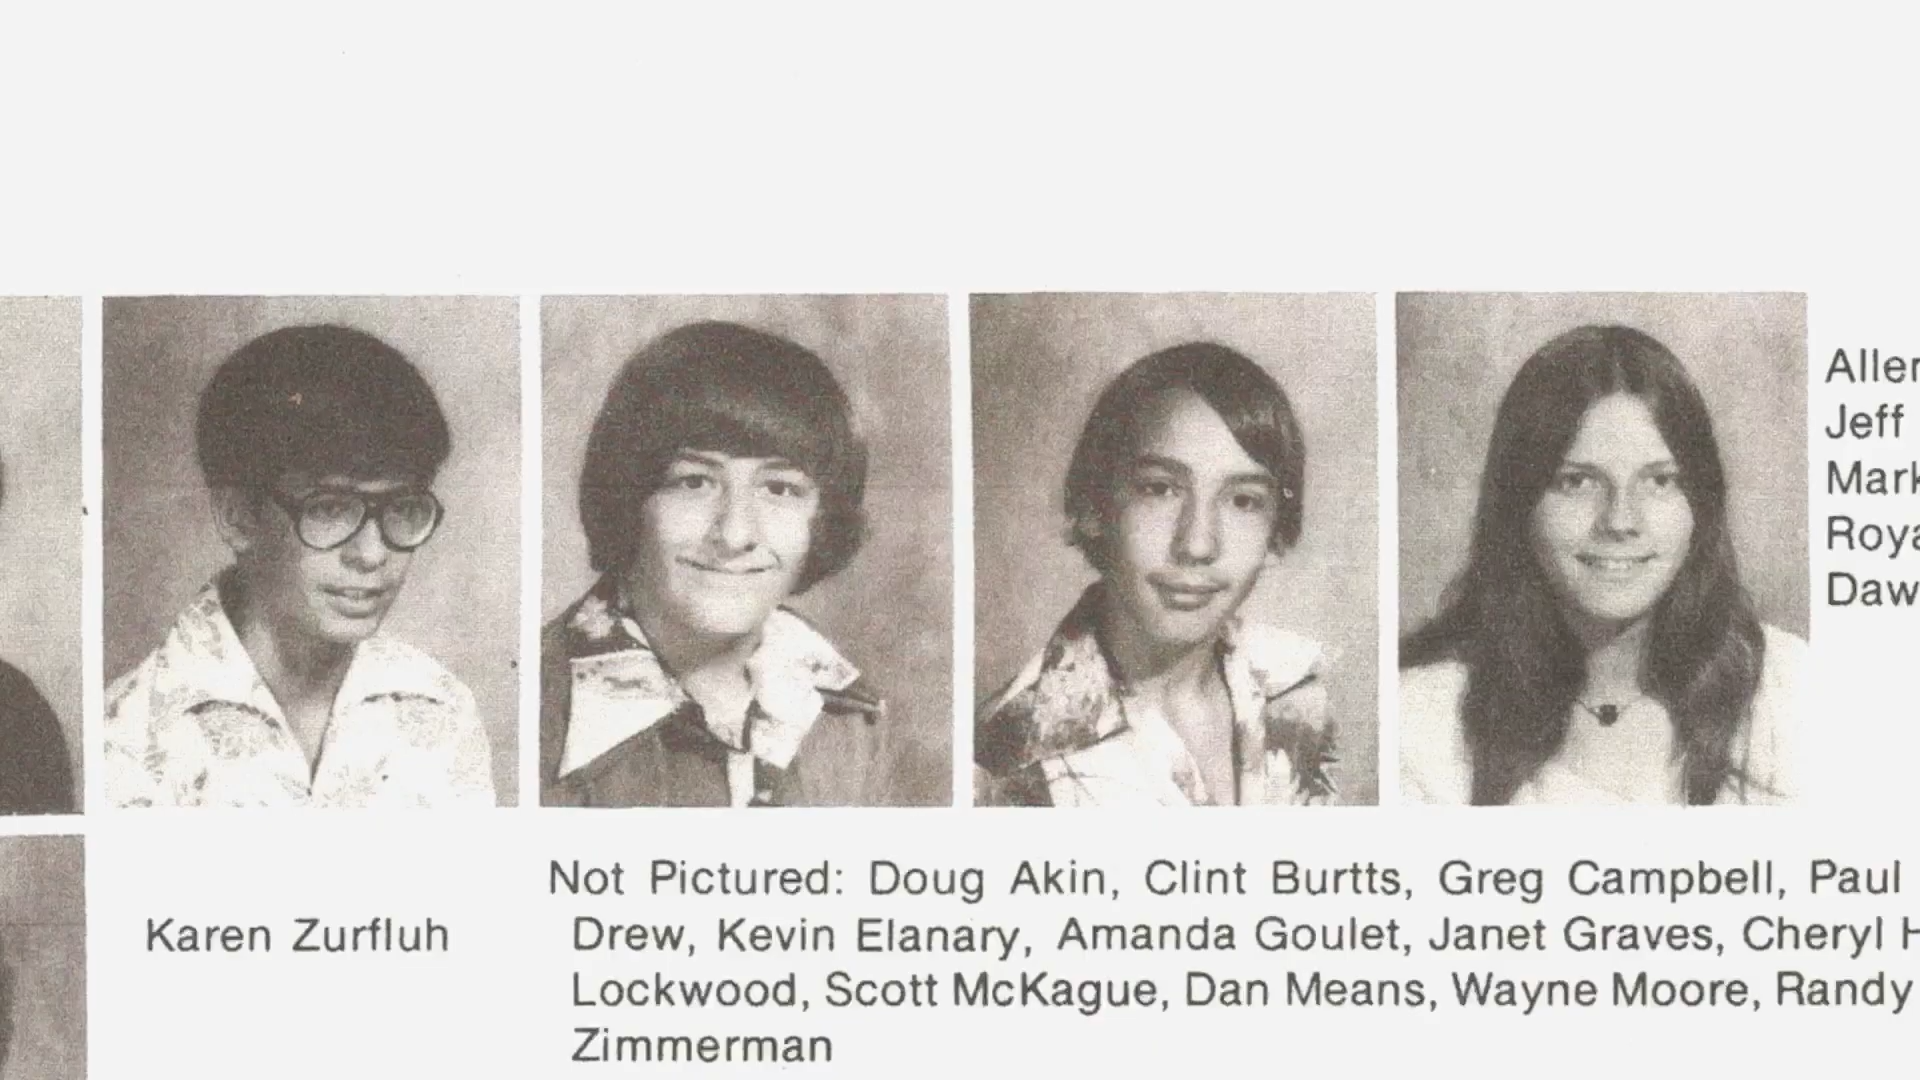 Aller
Jeff
Mark
Roya
Daw
Karen Zurfluh
Not Pictured: Doug Akin, Clint Burtts, Greg Campbell, Paul
Drew, Kevin Elanary, Amanda Goulet, Janet Graves, Cheryl H
Lockwood, Scott McKague, Dan Means, Wayne Moore, Randy
Zimmerman